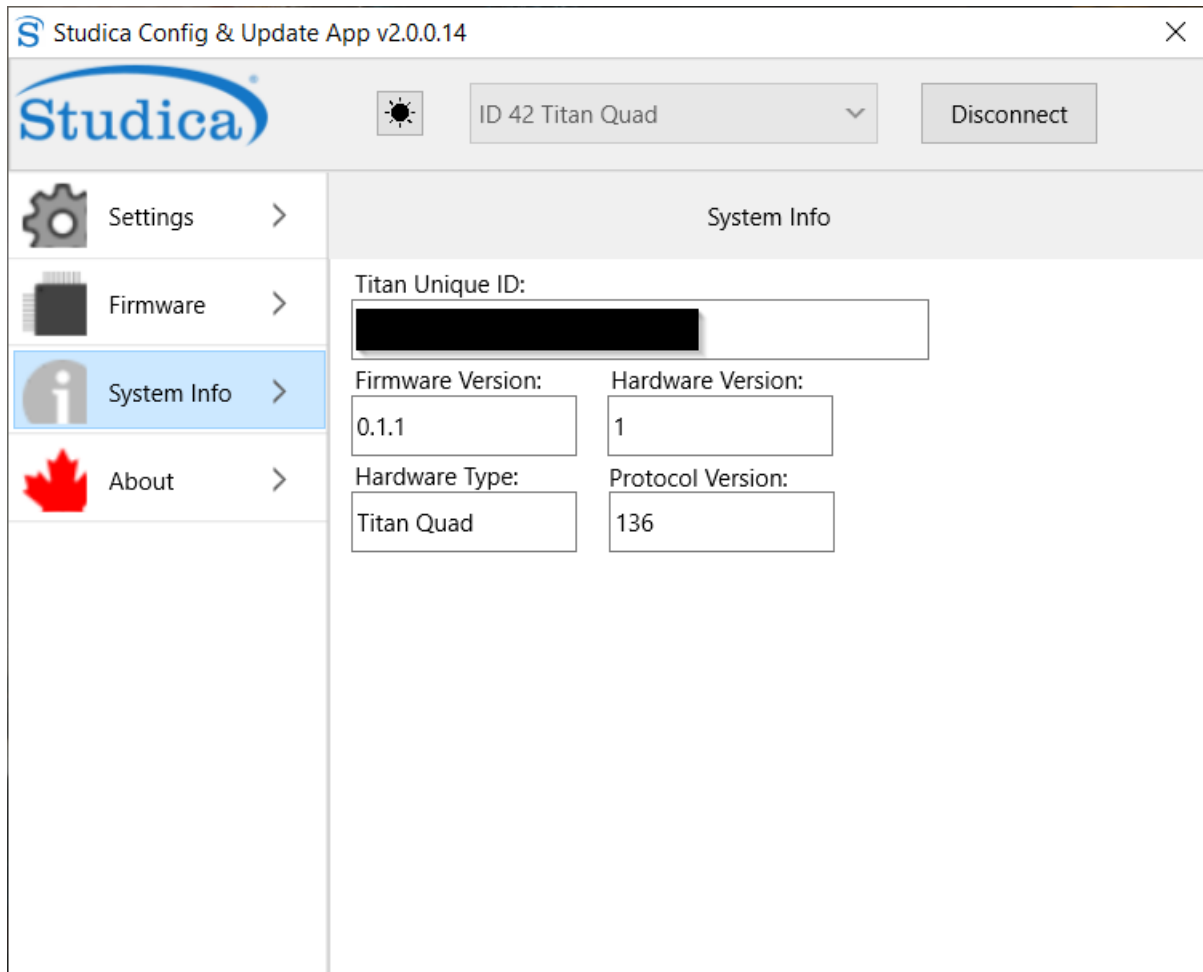 Studica Config & Update App v2.0.0.14
Studica®
ID 42 Titan Quad
Disconnect
Settings
Firmware
System Info
About
System Info
Titan Unique ID:
Firmware Version:
Hardware Version:
0.1.1
1
Hardware Type:
Protocol Version:
Titan Quad
136